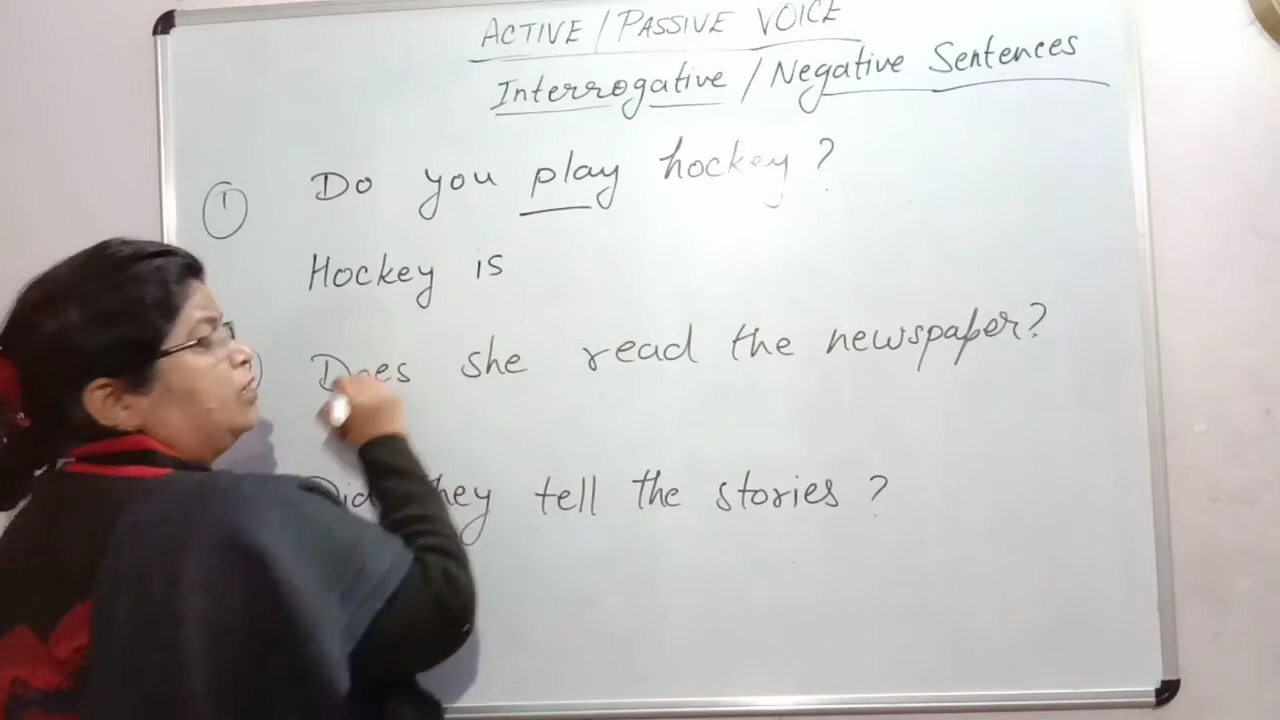 ACTIVE / PASSIVE VOICE
Interrogative / Negative Sentences
1 Do you play hockey ?
Hockey is
Does she read the newspaper ?
Did they tell the stories ?